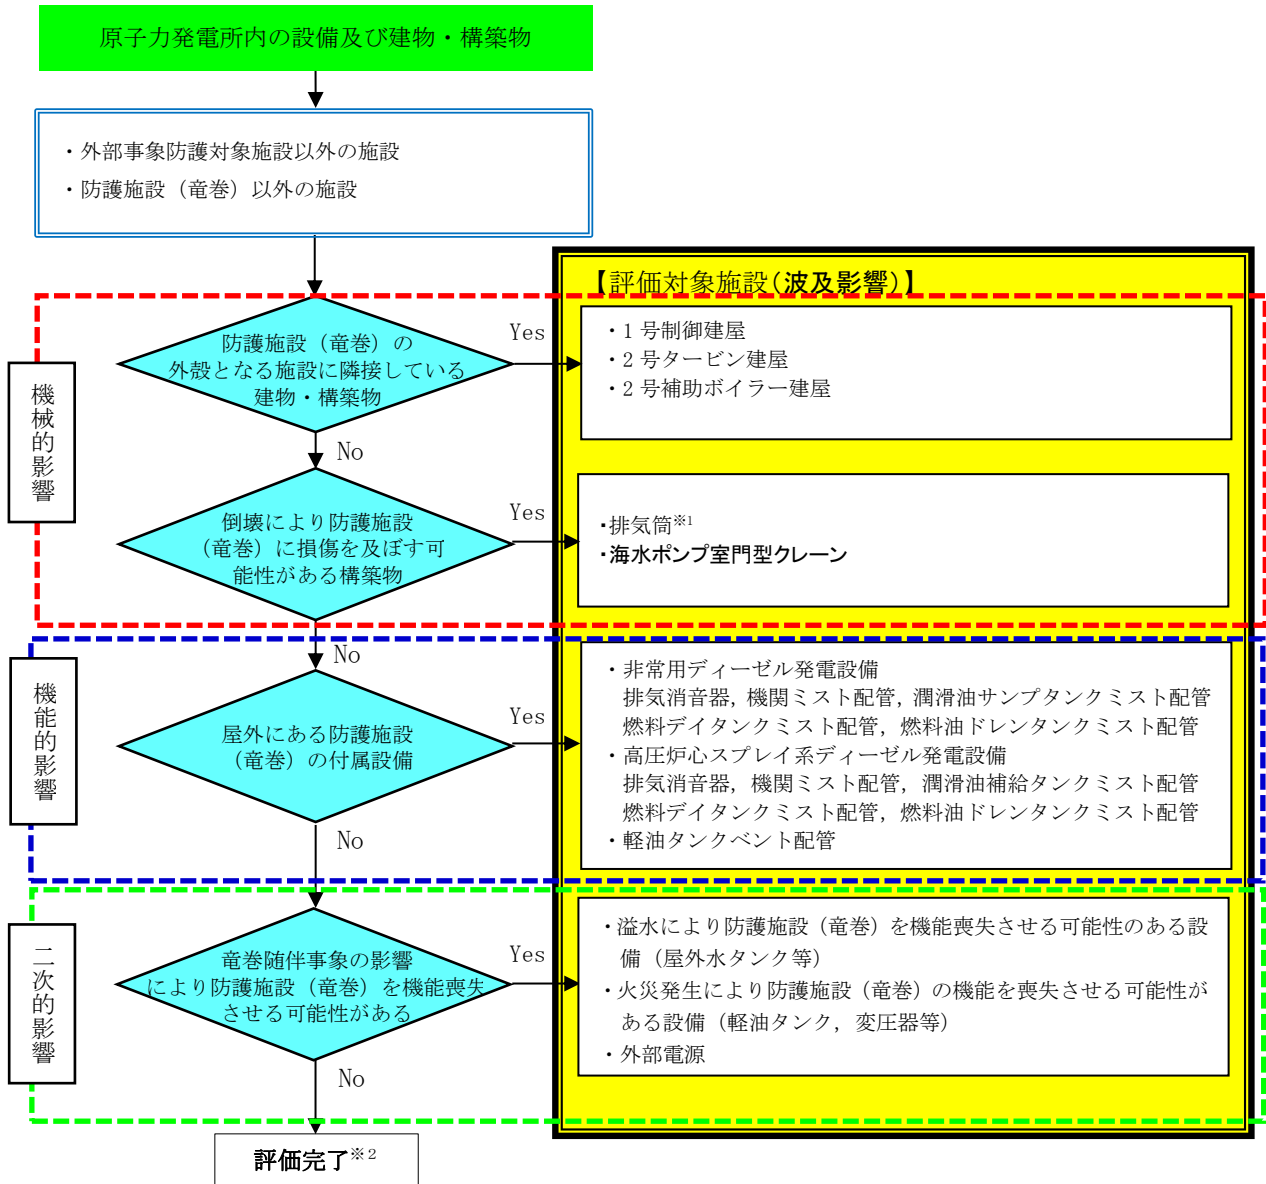 原子力発電所内の設備及び建物・構築物
・外部事象防護対象施設以外の施設
・防護施設（竜巻）以外の施設
【評価対象施設(波及影響)】
機械的影響
防護施設（竜巻）の
外殻となる施設に隣接している
建物・構築物
Yes
・1号制御建屋
・2号タービン建屋
・2号補助ボイラー建屋
No
倒壊により防護施設
（竜巻）に損傷を及ぼす可
能性がある構築物
Yes
・排気筒※1
・海水ポンプ室門型クレーン
No
機能的影響
屋外にある防護施設
（竜巻）の付属設備
Yes
・非常用ディーゼル発電設備
排気消音器，機関ミスト配管，潤滑油サンプタンクミスト配管
燃料デイタンクミスト配管，燃料油ドレンタンクミスト配管
・高圧炉心スプレイ系ディーゼル発電設備
排気消音器，機関ミスト配管，潤滑油補給タンクミスト配管
燃料デイタンクミスト配管，燃料油ドレンタンクミスト配管
・軽油タンクベント配管
No
二次的影響
竜巻随伴事象の影響
により防護施設（竜巻）を機能喪失
させる可能性がある
Yes
・溢水により防護施設（竜巻）を機能喪失させる可能性のある設
備（屋外水タンク等）
・火災発生により防護施設（竜巻）の機能を喪失させる可能性が
ある設備（軽油タンク，変圧器等）
・外部電源
No
評価完了※2